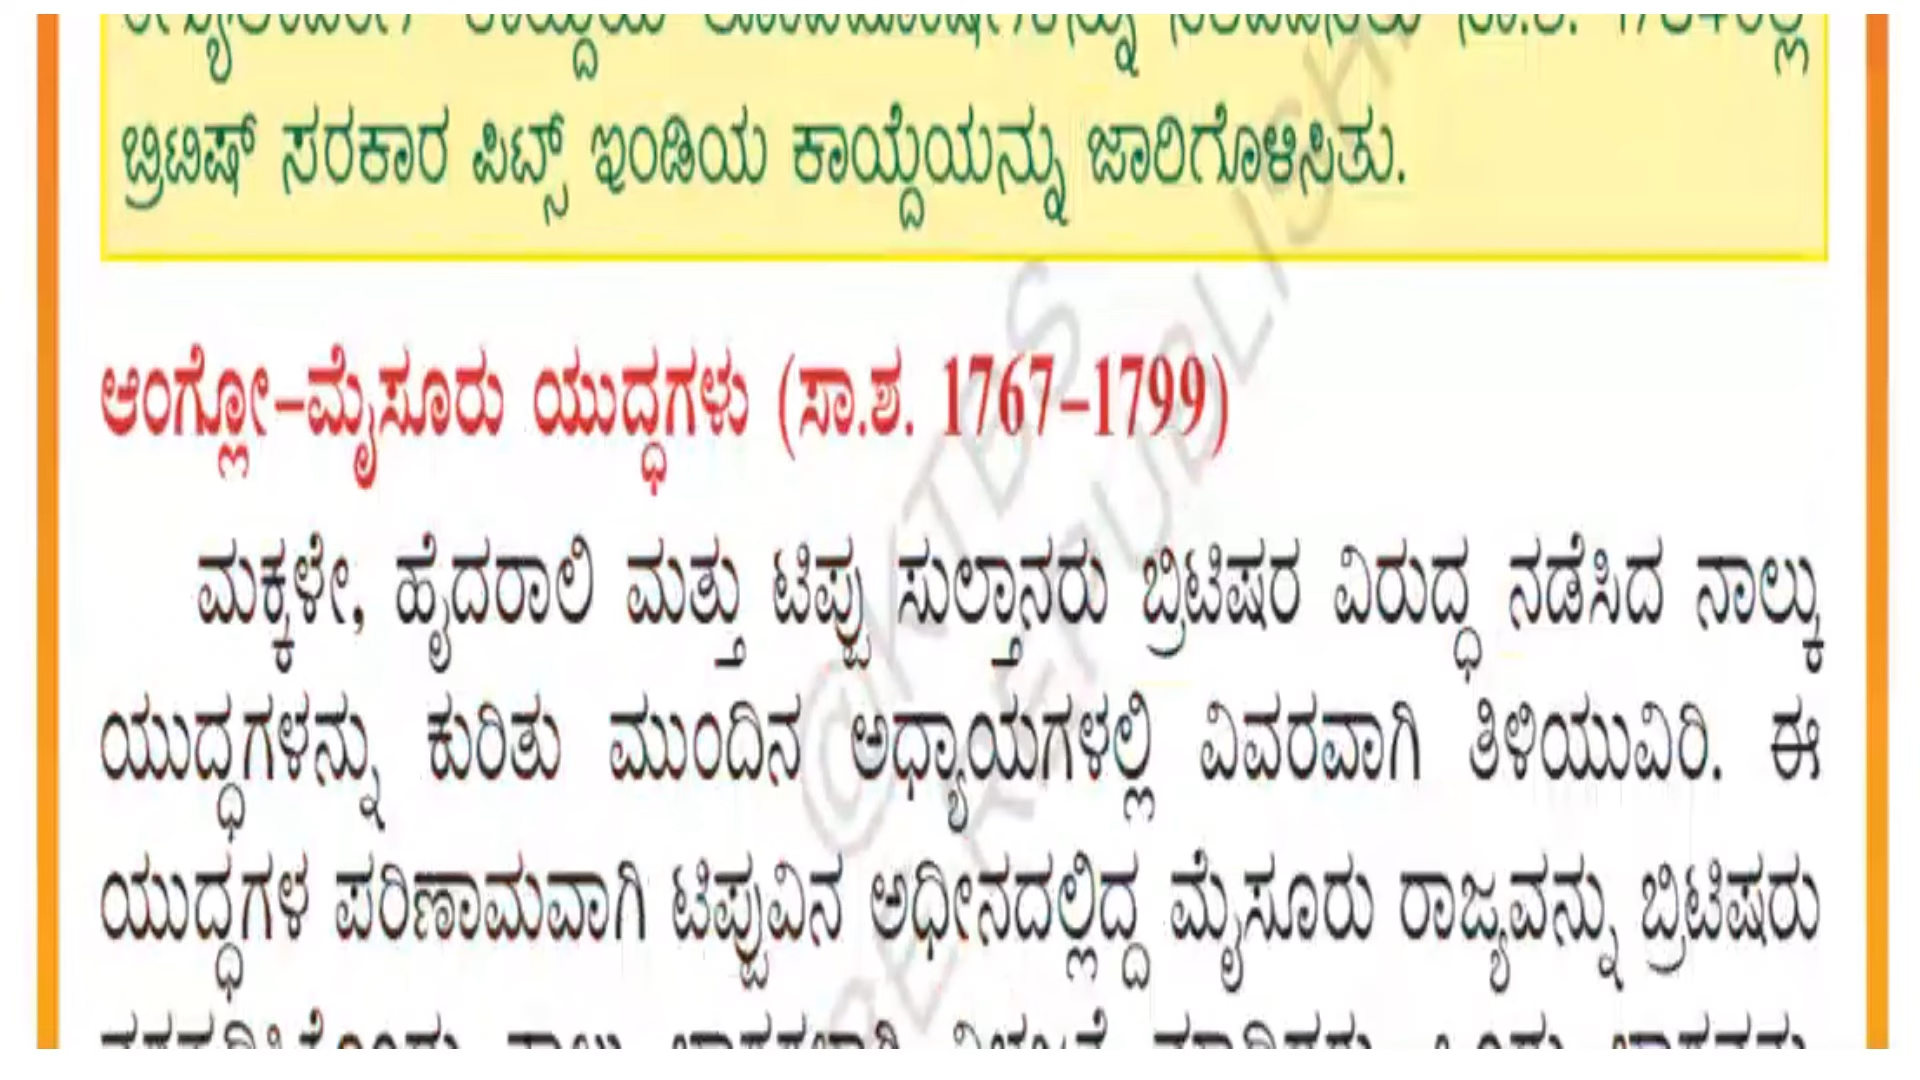 ಬ್ರಿಟಿಷ್ ಸರಕಾರ ಪಿಟ್ಸ್ ಇಂಡಿಯ ಕಾಯ್ದೆಯನ್ನು ಜಾರಿಗೊಳಿಸಿತು.
ಆಂಗ್ಲೋ–ಮೈಸೂರು ಯುದ್ಧಗಳು (ಸಾ.ಶ. 1767–1799)
ಮಕ್ಕಳೇ, ಹೈದರಾಲಿ ಮತ್ತು ಟಿಪ್ಪು ಸುಲ್ತಾನರು ಬ್ರಿಟಿಷರ ವಿರುದ್ಧ ನಡೆಸಿದ ನಾಲ್ಕು
ಯುದ್ಧಗಳನ್ನು ಕುರಿತು ಮುಂದಿನ ಅಧ್ಯಾಯಗಳಲ್ಲಿ ವಿವರವಾಗಿ ತಿಳಿಯುವಿರಿ. ಈ
ಯುದ್ಧಗಳ ಪರಿಣಾಮವಾಗಿ ಟಿಪ್ಪುವಿನ ಅಧೀನದಲ್ಲಿದ್ದ ಮೈಸೂರು ರಾಜ್ಯವನ್ನು ಬ್ರಿಟಿಷರು
©KTBS